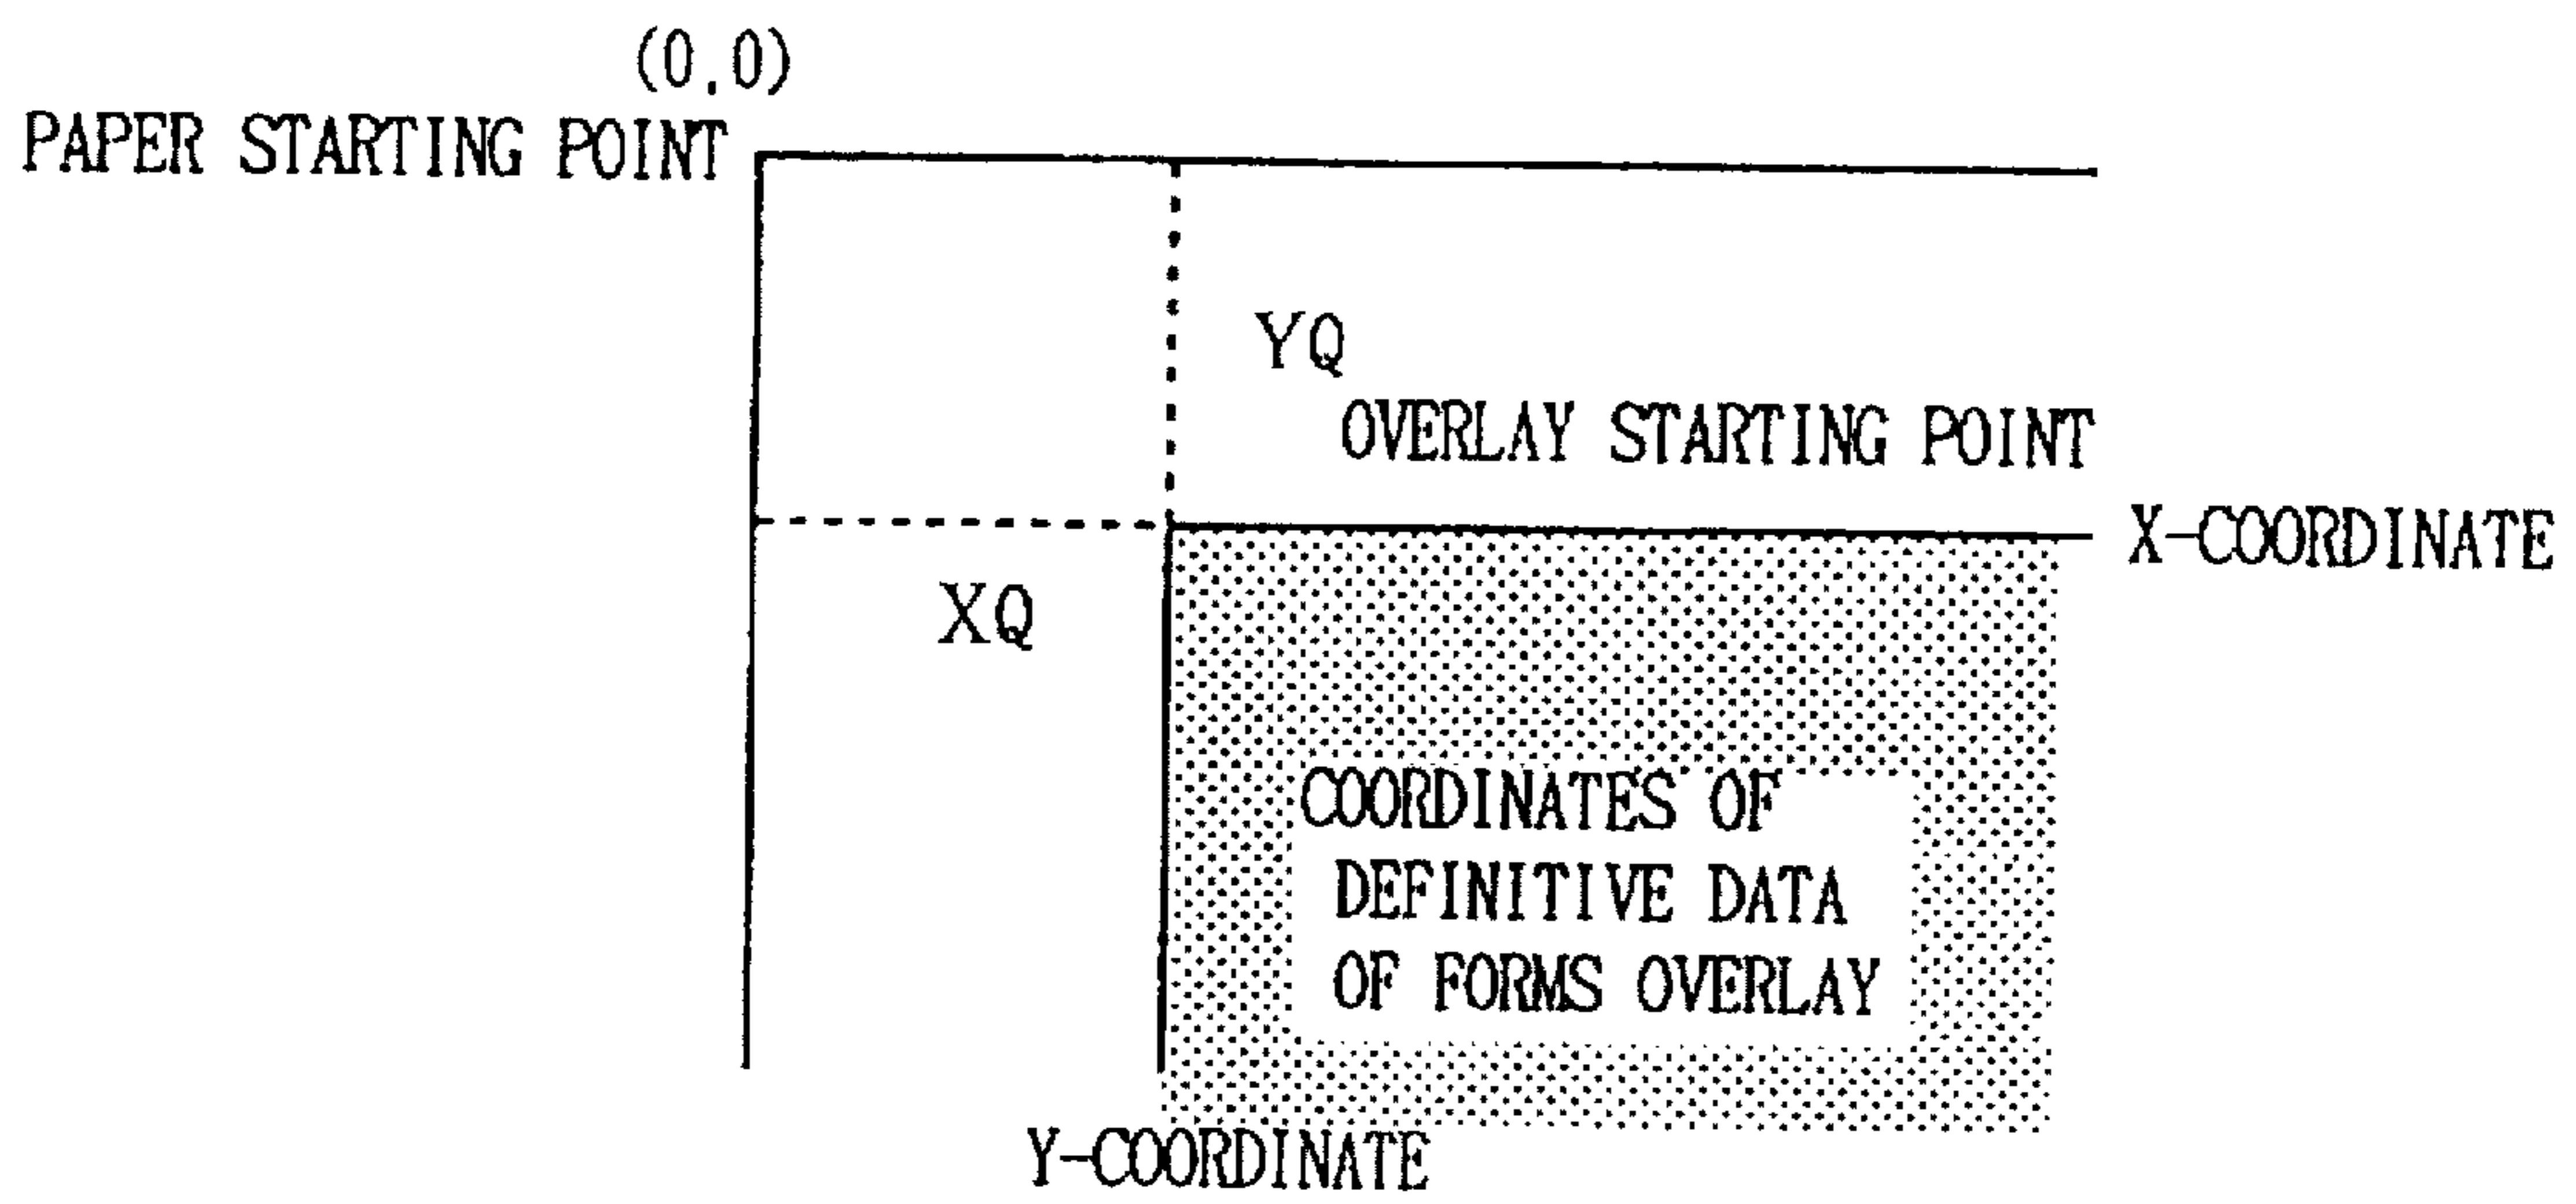 (0,0)
PAPER STARTING POINT
YQ
OVERLAY STARTING POINT
X-COORDINATE
XQ
COORDINATES OF
DEFINITIVE DATA
OF FORMS OVERLAY
Y-COORDINATE